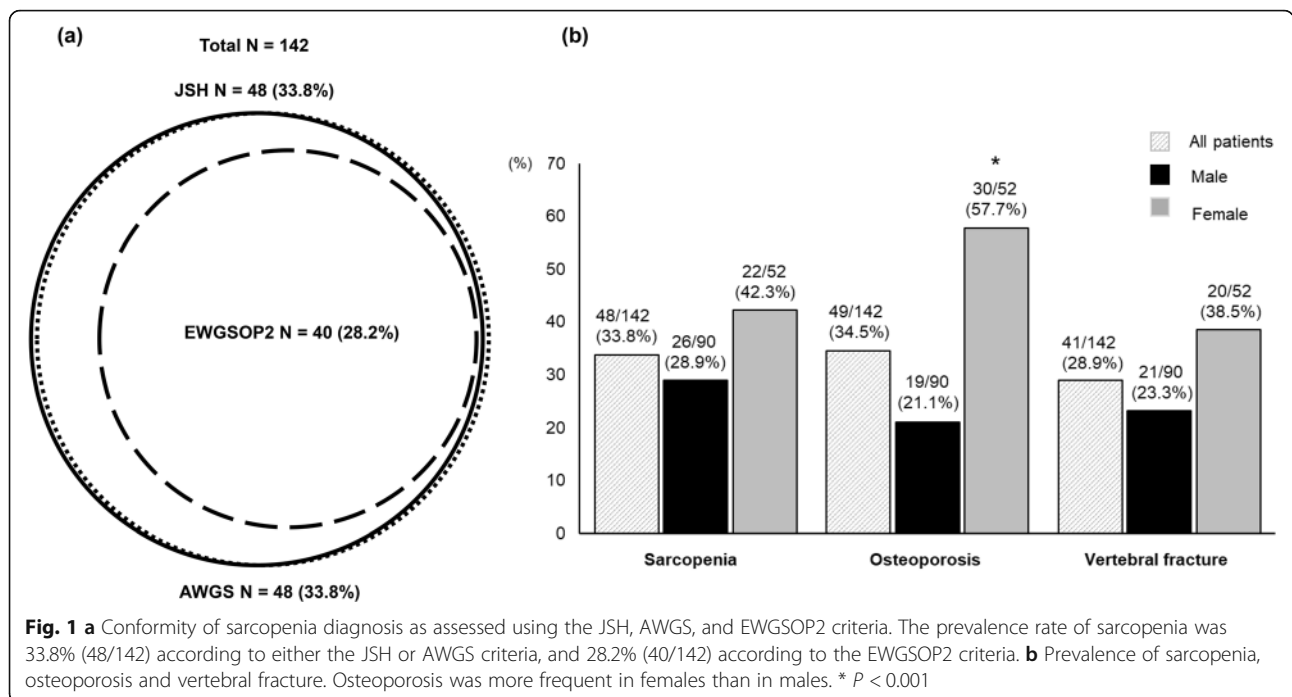 (a)
Total N = 142
JSH N = 48 (33.8%)
EWGSOP2 N = 40 (28.2%)
AWGS N = 48 (33.8%)
(b)
All patients
Male
Female
(%)
70
60
50
40
30
20
10
0
48/142
(33.8%)
26/90
(28.9%)
22/52
(42.3%)
49/142
(34.5%)
19/90
(21.1%)
*
30/52
(57.7%)
41/142
(28.9%)
21/90
(23.3%)
20/52
(38.5%)
Sarcopenia
Osteoporosis
Vertebral fracture
Fig. 1 a Conformity of sarcopenia diagnosis as assessed using the JSH, AWGS, and EWGSOP2 criteria. The prevalence rate of sarcopenia was
33.8% (48/142) according to either the JSH or AWGS criteria, and 28.2% (40/142) according to the EWGSOP2 criteria. b Prevalence of sarcopenia,
osteoporosis and vertebral fracture. Osteoporosis was more frequent in females than in males. * P < 0.001